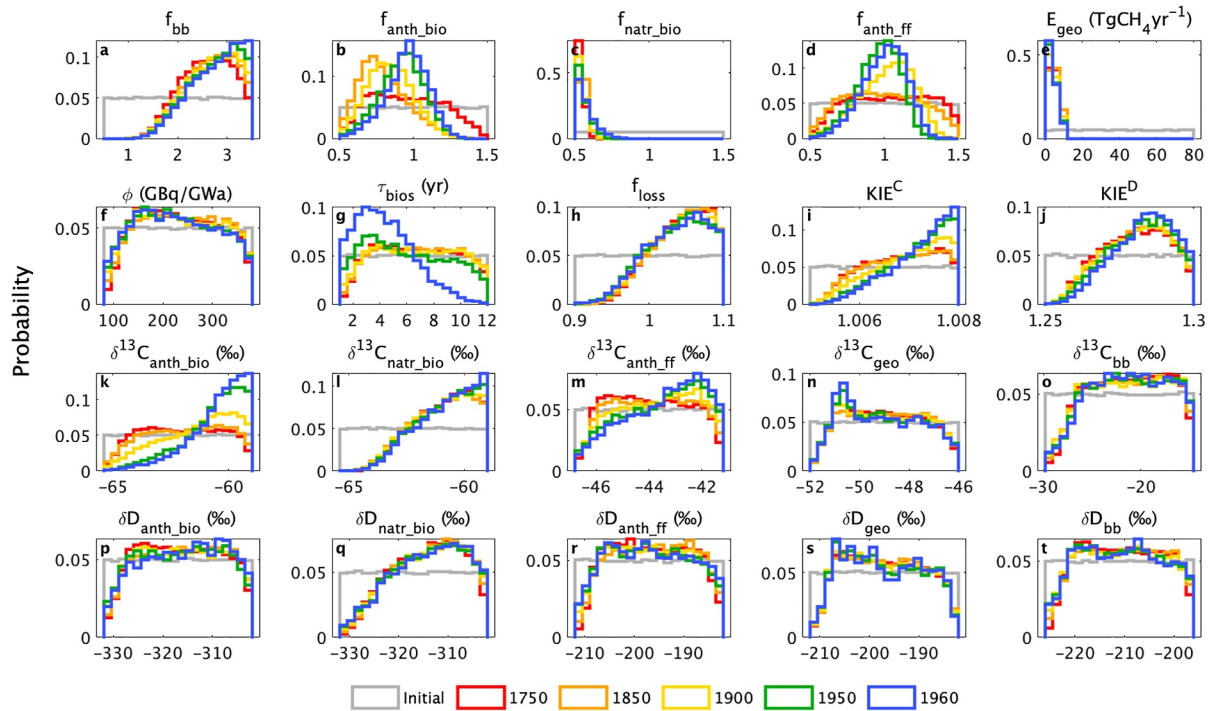 f_bb f_anth_bio f_natr_bio f_anth_ff E_geo (TgCH₄yr⁻¹)
a b c d e
0.1 0.1 0.5 0.1 0.5
0.05 0.05
0 0 0 0 0
1 2 3 0.5 1 1.5 0.5 1 1.5 0.5 1 1.5 0 20 40 60 80
ϕ (GBq/GWa) τ_bios (yr) f_loss KIE^C KIE^D
f g h i j
0.1 0.1 0.1 0.1
0.05 0.05 0.05 0.05 0.05
0 0 0 0 0
100 200 300 2 4 6 8 10 12 0.9 1 1.1 1.006 1.008 1.25 1.3
Probability
δ¹³C_anth_bio (‰) δ¹³C_natr_bio (‰) δ¹³C_anth_ff (‰) δ¹³C_geo (‰) δ¹³C_bb (‰)
k l m n o
0.1 0.1 0.1
0.05 0.05 0.05 0.05 0.05
0 0 0 0 0
−65 −60 −65 −60 −46 −44 −42 −52 −50 −48 −46 −30 −20
δD_anth_bio (‰) δD_natr_bio (‰) δD_anth_ff (‰) δD_geo (‰) δD_bb (‰)
p q r s t
0.05 0.05 0.05 0.05 0.05
0 0 0 0 0
−330 −320 −310 −330 −320 −310 −210 −200 −190 −210 −200 −190 −220 −210 −200
Initial 1750 1850 1900 1950 1960